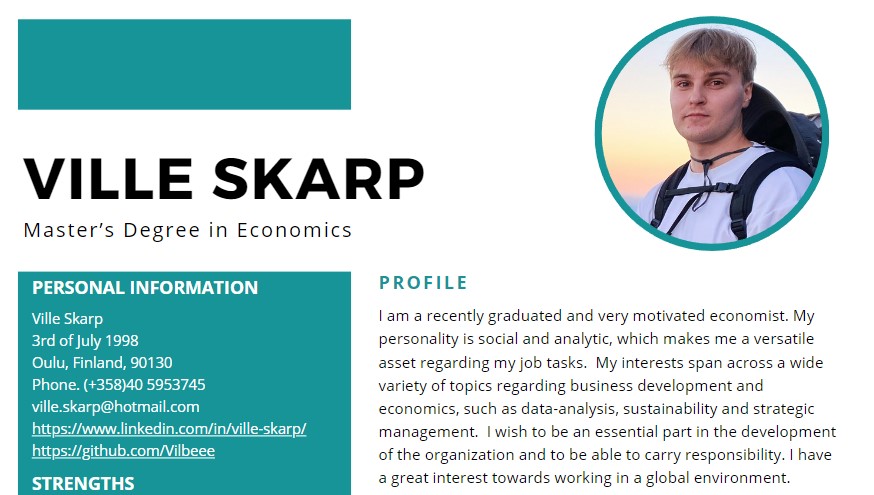 VILLE SKARP
Master’s Degree in Economics
PERSONAL INFORMATION
Ville Skarp
3rd of July 1998
Oulu, Finland, 90130
Phone. (+358)40 5953745
ville.skarp@hotmail.com
https://www.linkedin.com/in/ville-skarp/
https://github.com/Vilbeee
STRENGTHS
PROFILE
I am a recently graduated and very motivated economist. My
personality is social and analytic, which makes me a versatile
asset regarding my job tasks.  My interests span across a wide
variety of topics regarding business development and
economics, such as data-analysis, sustainability and strategic
management.  I wish to be an essential part in the development
of the organization and to be able to carry responsibility. I have
a great interest towards working in a global environment.